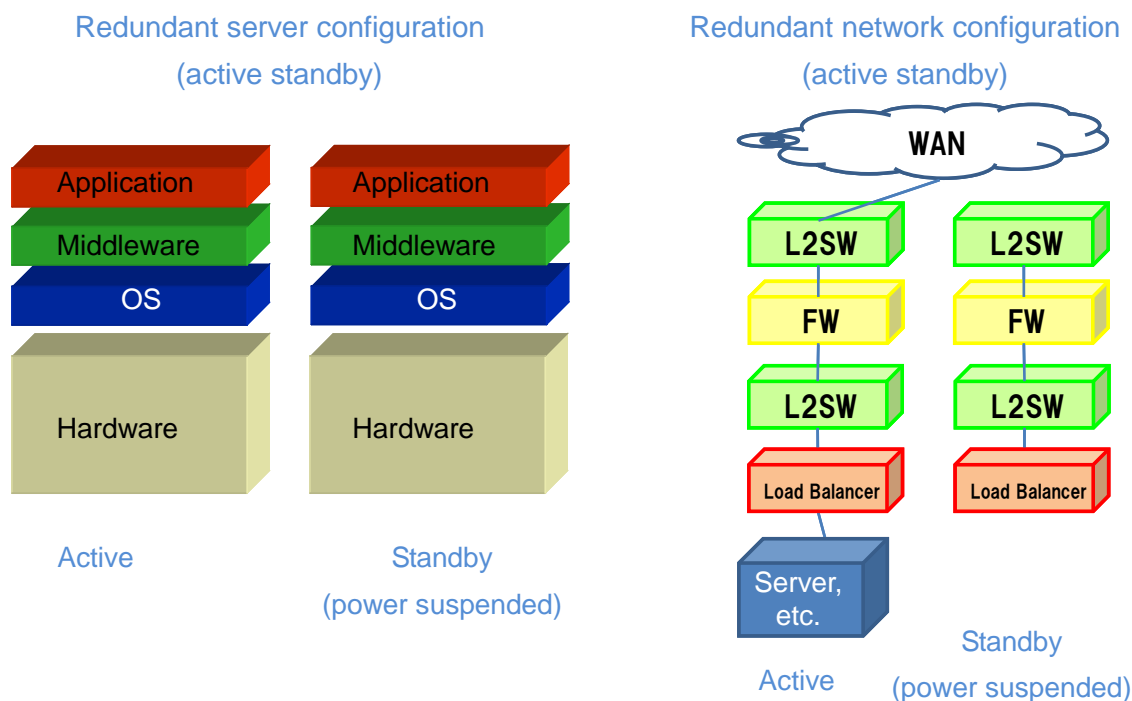 Redundant server configuration
(active standby)
Application
Application
Middleware
Middleware
OS
OS
Hardware
Hardware
Active
Standby
(power suspended)
Redundant network configuration
(active standby)
WAN
L2SW
L2SW
FW
FW
L2SW
L2SW
Load Balancer
Load Balancer
Server,
etc.
Active
Standby
(power suspended)